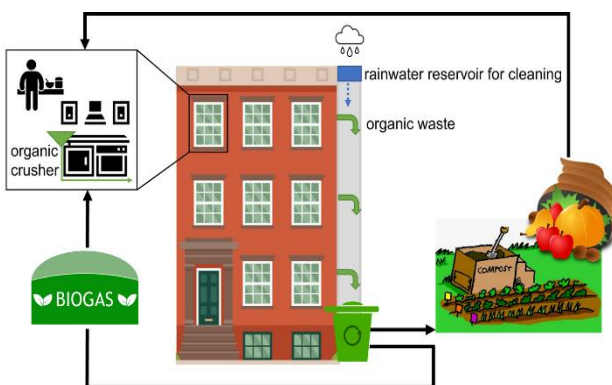 rainwater reservoir for cleaning
organic waste
organic
crusher
COMPOST
BIOGAS